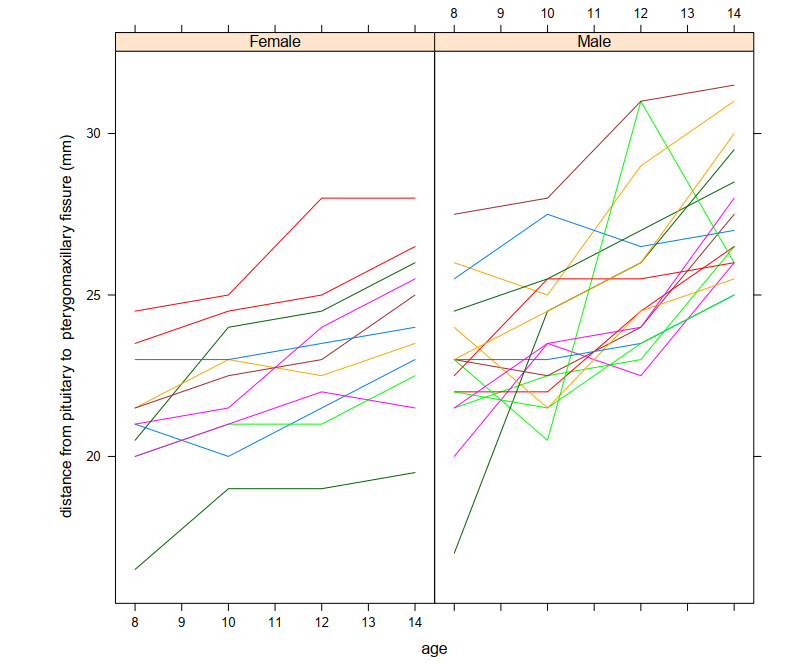 8 9 10 11 12 13 14
Female Male
distance from pituitary to pterygomaxillary fissure (mm)
30
25
20
8 9 10 11 12 13 14
age